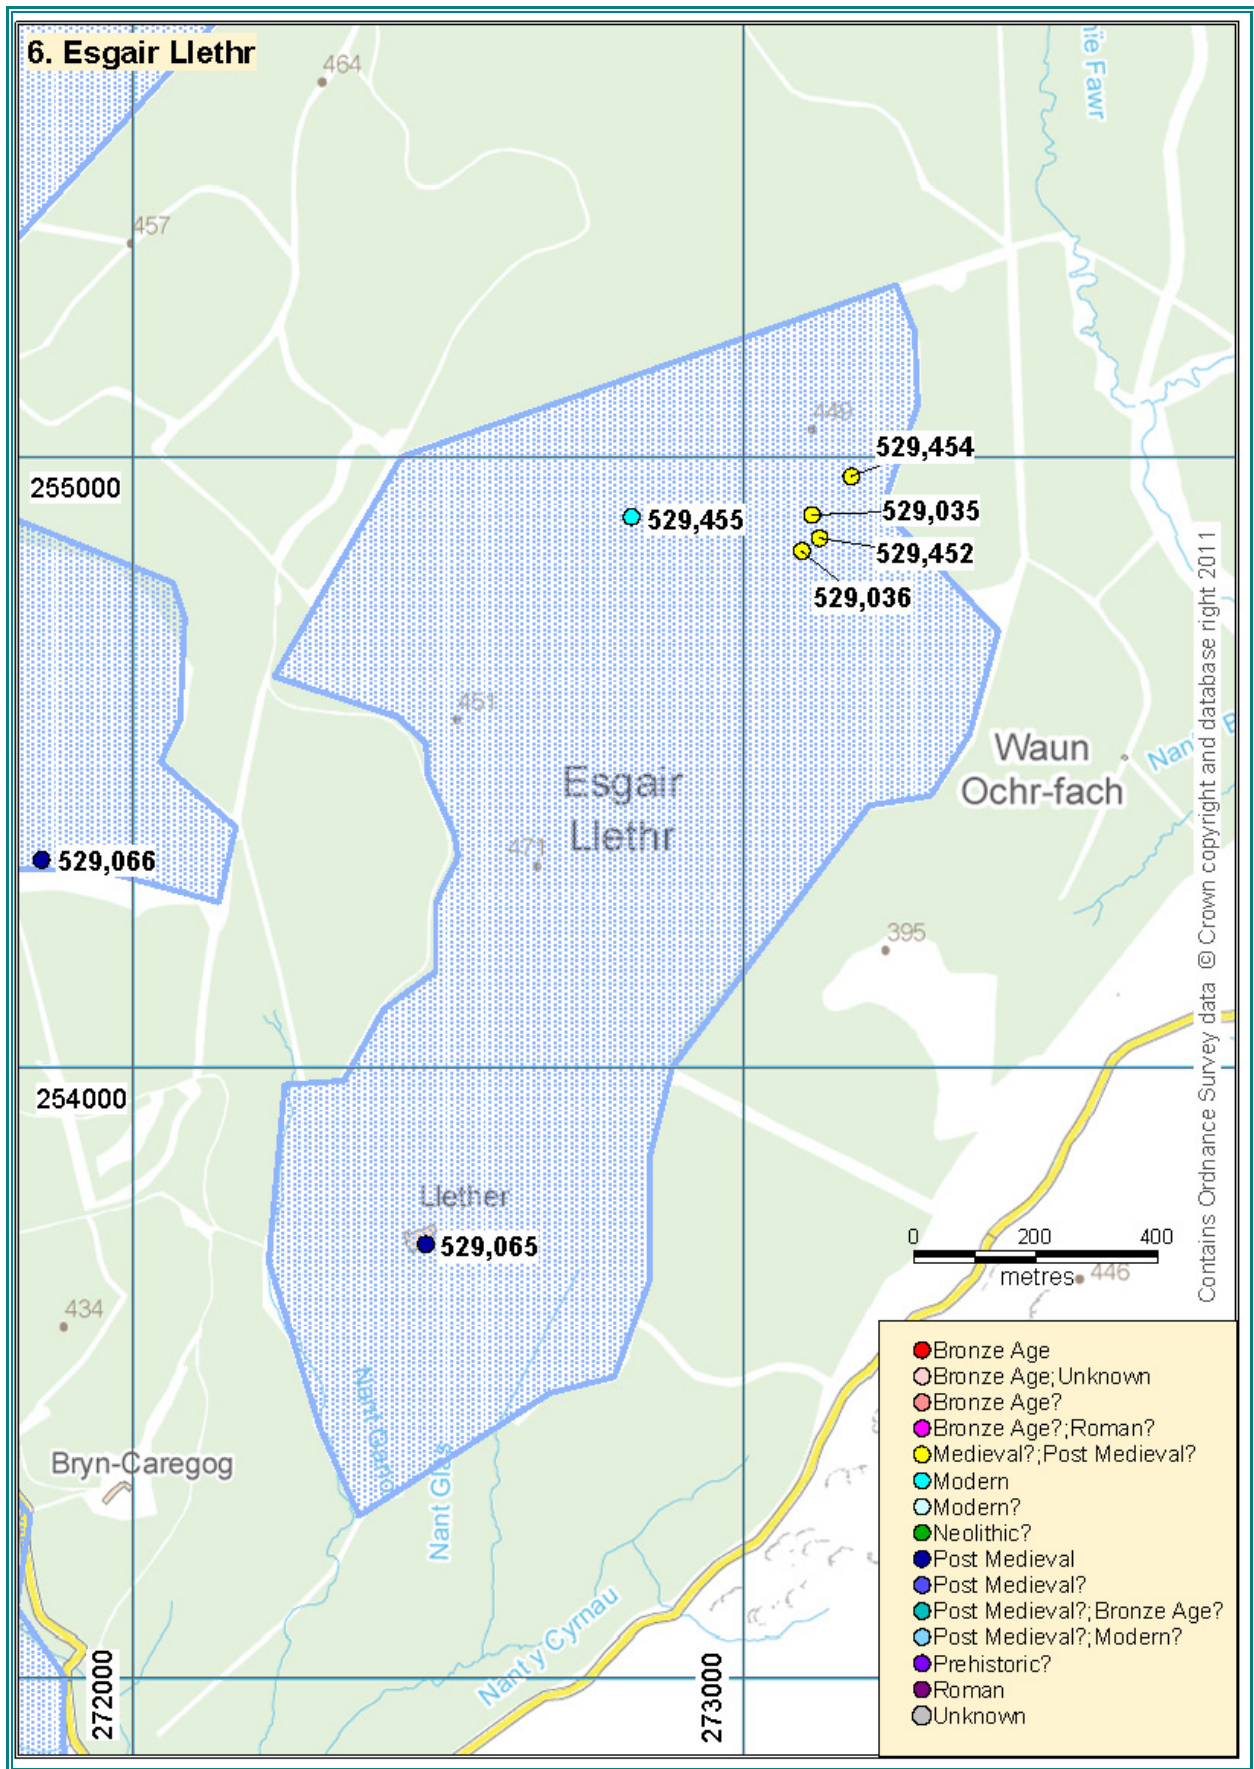 6. Esgair Llethr
464
457
449
255000
529,454
529,455
529,035
529,452
529,036
451
Esgair
Llethr
471
Waun
Ochr-fach
529,066
395
254000
Llether
529,065
434
0 200 400
metres
446
Contains Ordnance Survey data © Crown copyright and database right 2011
Bryn-Caregog
Nant
Nant Glas
Nant y Cyrnau
Fawr
272000
273000
Bronze Age
Bronze Age;Unknown
Bronze Age?
Bronze Age?;Roman?
Medieval?;Post Medieval?
Modern
Modern?
Neolithic?
Post Medieval
Post Medieval?
Post Medieval?;Bronze Age?
Post Medieval?;Modern?
Prehistoric?
Roman
Unknown